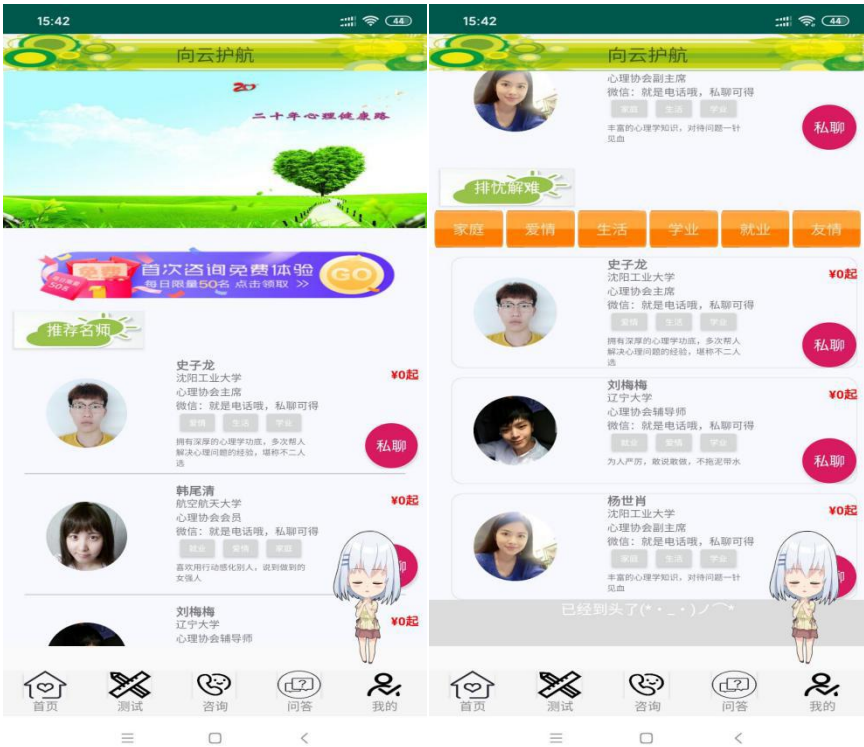 15:42
44
向云护航
20
二十年心理健康路
免费
每日限量
50名
首次咨询免费体验
每日限量50名 点击领取 >>
GO
推荐名师
史子龙
沈阳工业大学
¥0起
心理协会主席
微信：就是电话哦，私聊可得
爱情 生活 学业
拥有深厚的心理学功底，多次帮人
解决心理问题的经验，堪称不二人
选
私聊
韩尾清
航空航天大学
¥0起
心理协会会员
微信：就是电话哦，私聊可得
就业 爱情 家庭
喜欢用行动感化别人，说到做到的
女强人
刘梅梅
辽宁大学
¥0起
心理协会辅导师
首页 测试 咨询 问答 我的
15:42
44
向云护航
心理协会副主席
微信：就是电话哦，私聊可得
家庭 生活 学业
丰富的心理学知识，对待问题一针
见血
私聊
排忧解难
家庭 爱情 生活 学业 就业 友情
史子龙
沈阳工业大学
¥0起
心理协会主席
微信：就是电话哦，私聊可得
爱情 生活 学业
拥有深厚的心理学功底，多次帮人
解决心理问题的经验，堪称不二人
选
私聊
刘梅梅
辽宁大学
¥0起
心理协会辅导师
微信：就是电话哦，私聊可得
就业 爱情 学业
为人严厉，敢说敢做，不拖泥带水
私聊
杨世肖
沈阳工业大学
¥0起
心理协会副主席
微信：就是电话哦，私聊可得
家庭 生活 学业
丰富的心理学知识，对待问题一针
见血
已经到头了(*・_・)ノ⌒*
首页 测试 咨询 问答 我的